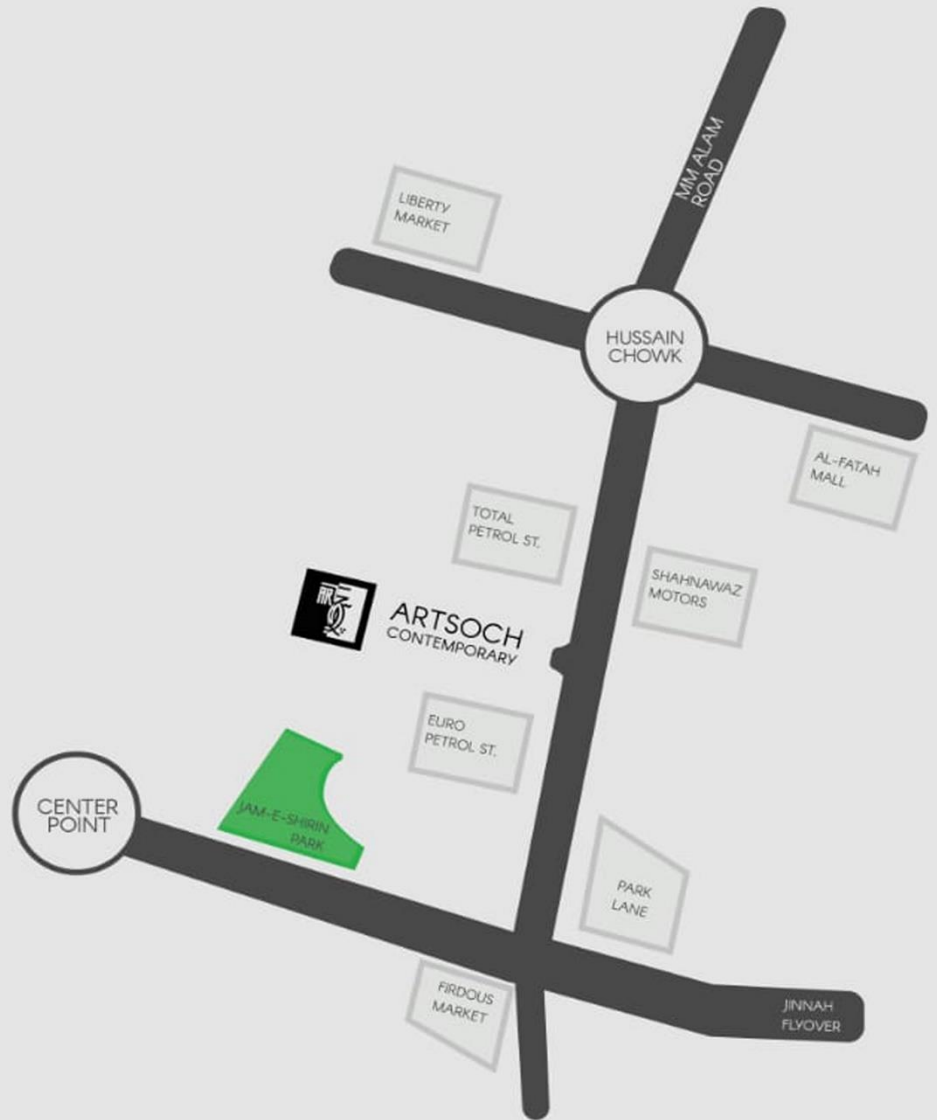 MM ALAM
ROAD
LIBERTY
MARKET
HUSSAIN
CHOWK
AL-FATAH
MALL
TOTAL
PETROL ST.
SHAHNAWAZ
MOTORS
ARTSOCH
CONTEMPORARY
EURO
PETROL ST.
CENTER
POINT
JAM-E-SHIRIN
PARK
PARK
LANE
FIRDOUS
MARKET
JINNAH
FLYOVER